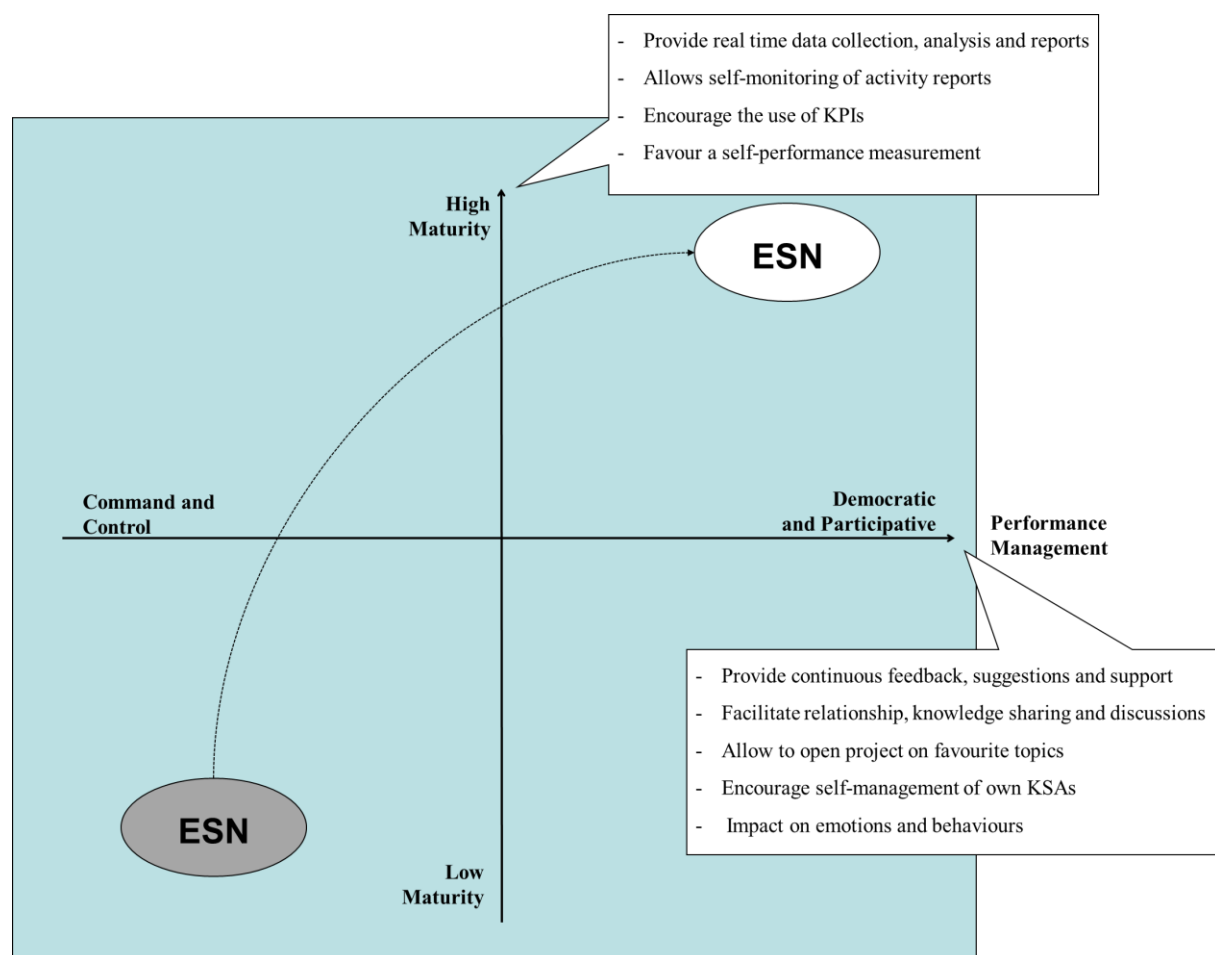 - Provide real time data collection, analysis and reports
- Allows self-monitoring of activity reports
- Encourage the use of KPIs
- Favour a self-performance measurement
High
Maturity
ESN
Command and
Control
Democratic
and Participative
Performance
Management
- Provide continuous feedback, suggestions and support
- Facilitate relationship, knowledge sharing and discussions
- Allow to open project on favourite topics
- Encourage self-management of own KSAs
- Impact on emotions and behaviours
ESN
Low
Maturity